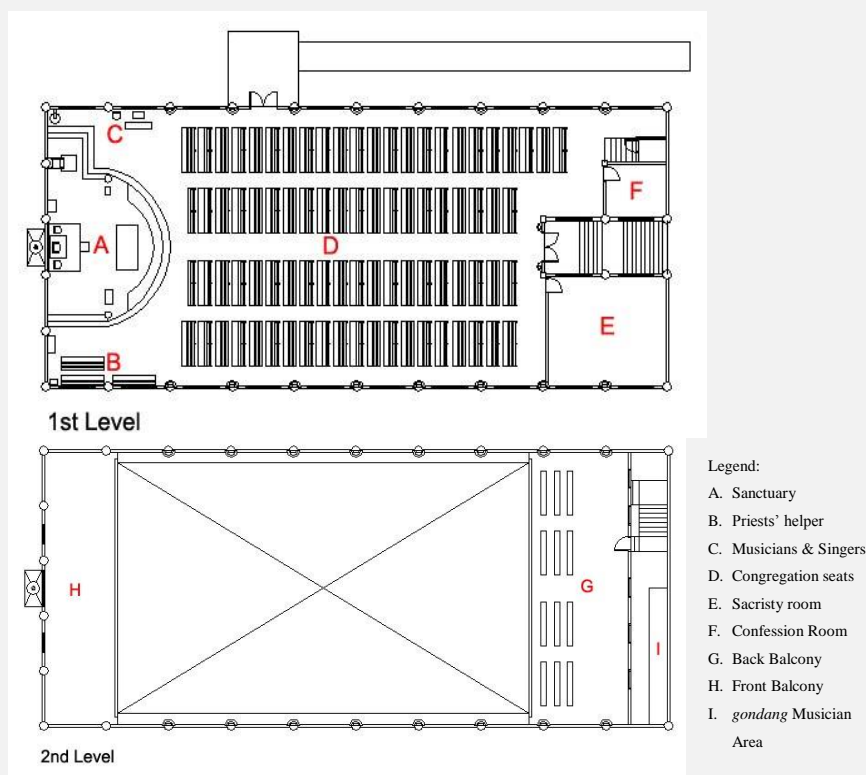 C
A
D
F
E
B
1st Level
H
G
I
2nd Level
Legend:
A. Sanctuary
B. Priests’ helper
C. Musicians & Singers
D. Congregation seats
E. Sacristy room
F. Confession Room
G. Back Balcony
H. Front Balcony
I. gondang Musician
Area